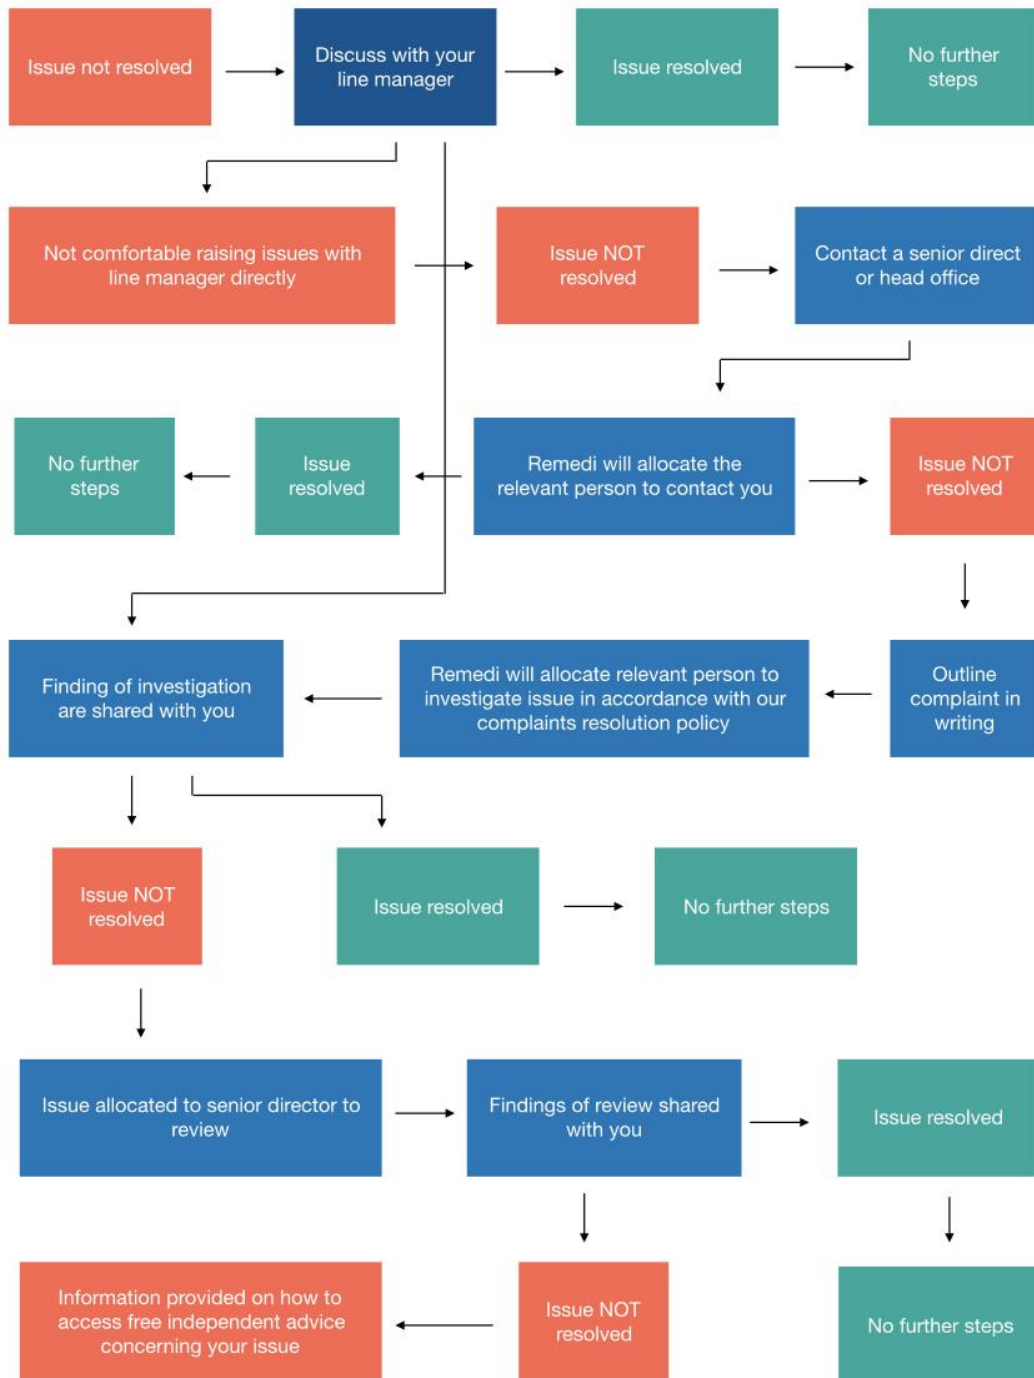 Issue not resolved
Discuss with your
line manager
Issue resolved
No further
steps
Not comfortable raising issues with
line manager directly
Issue NOT
resolved
Contact a senior direct
or head office
No further
steps
Issue
resolved
Remedi will allocate the
relevant person to contact you
Issue NOT
resolved
Finding of investigation
are shared with you
Remedi will allocate relevant person to
investigate issue in accordance with our
complaints resolution policy
Outline
complaint in
writing
Issue NOT
resolved
Issue resolved
No further steps
Issue allocated to senior director to
review
Findings of review shared
with you
Issue resolved
Information provided on how to
access free independent advice
concerning your issue
Issue NOT
resolved
No further steps